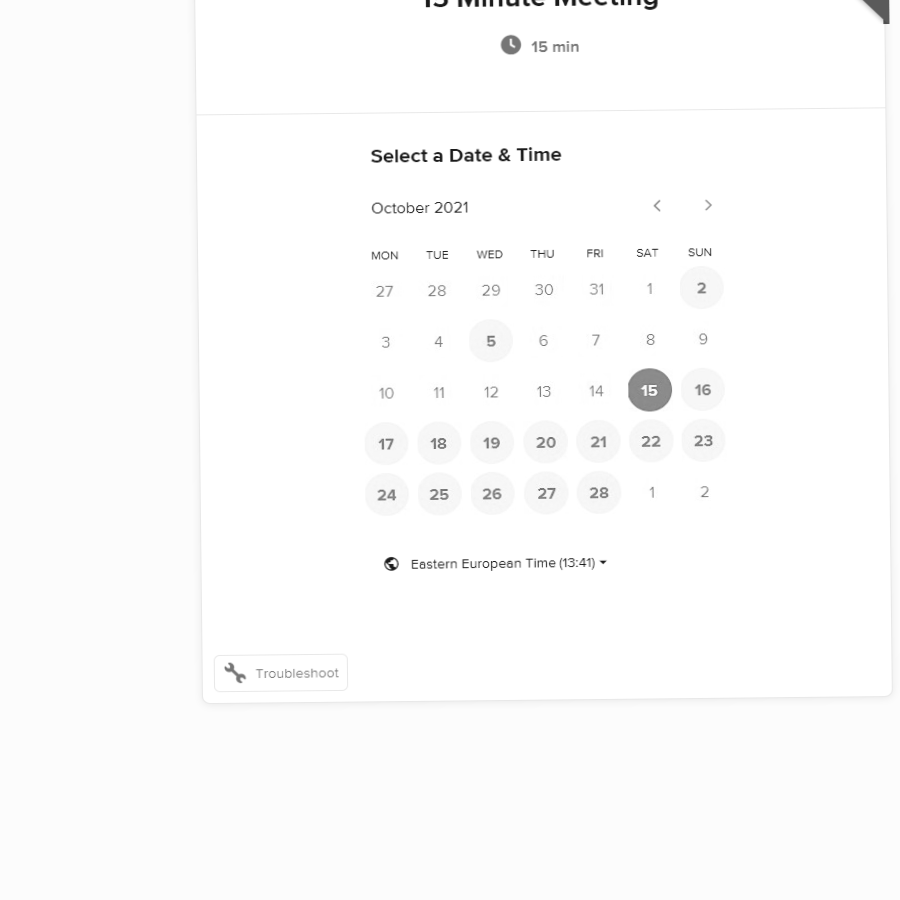 15 Minute Meeting
15 min
Select a Date & Time
October 2021
MON TUE WED THU FRI SAT SUN
27 28 29 30 31 1 2
3 4 5 6 7 8 9
10 11 12 13 14 15 16
17 18 19 20 21 22 23
24 25 26 27 28 1 2
Eastern European Time (13:41)
Troubleshoot